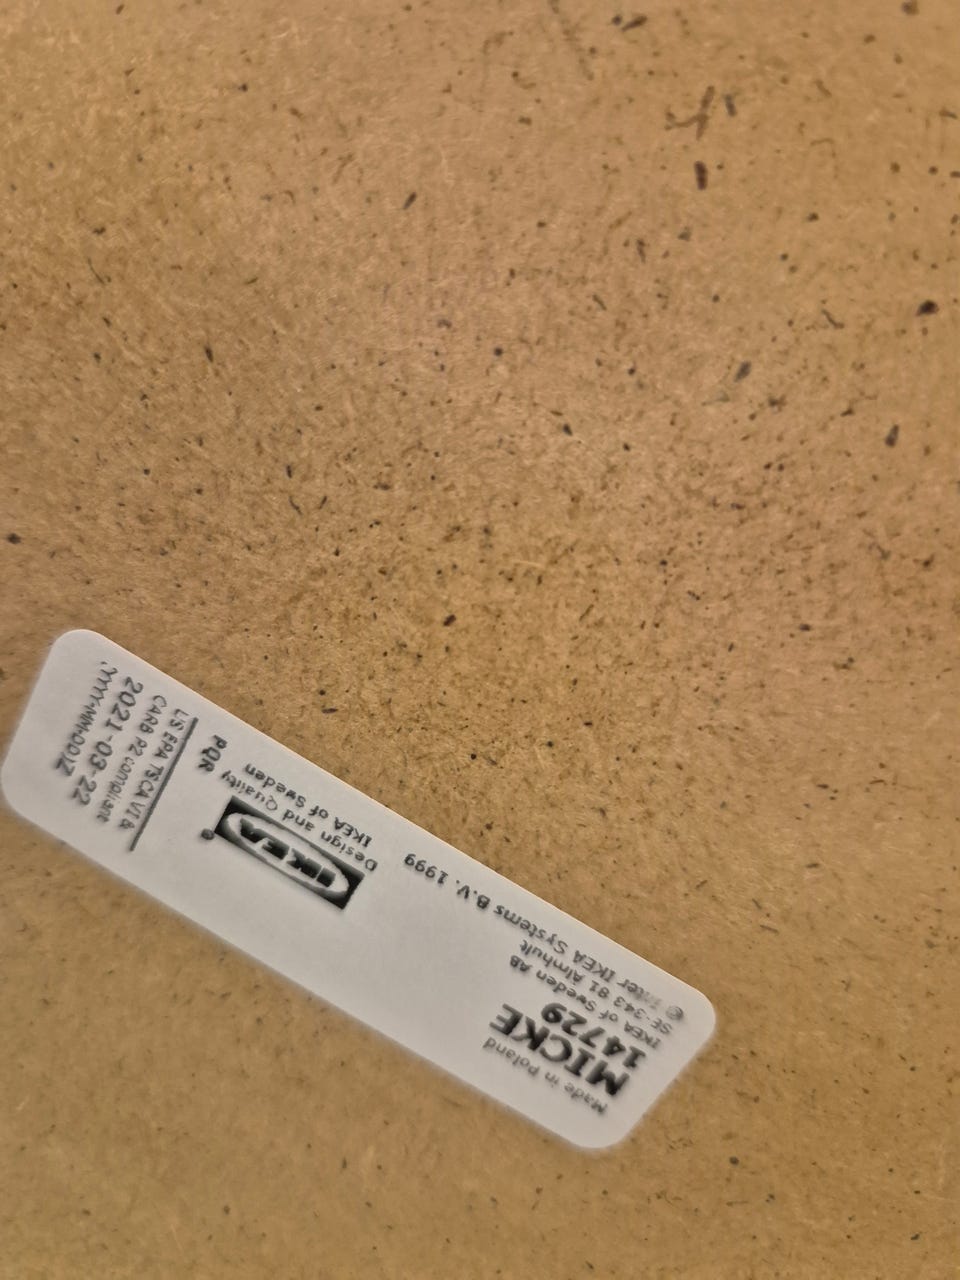 Made in Poland
MICKE
14729
IKEA of Sweden AB
SE-343 81 Älmhult
© Inter IKEA Systems B.V. 1999
IKEA®
Design and Quality
IKEA of Sweden
PQR
US EPA TSCA VI &
CARB P2 compliant
2021-03-22
(YYYY-MM-DD)Z